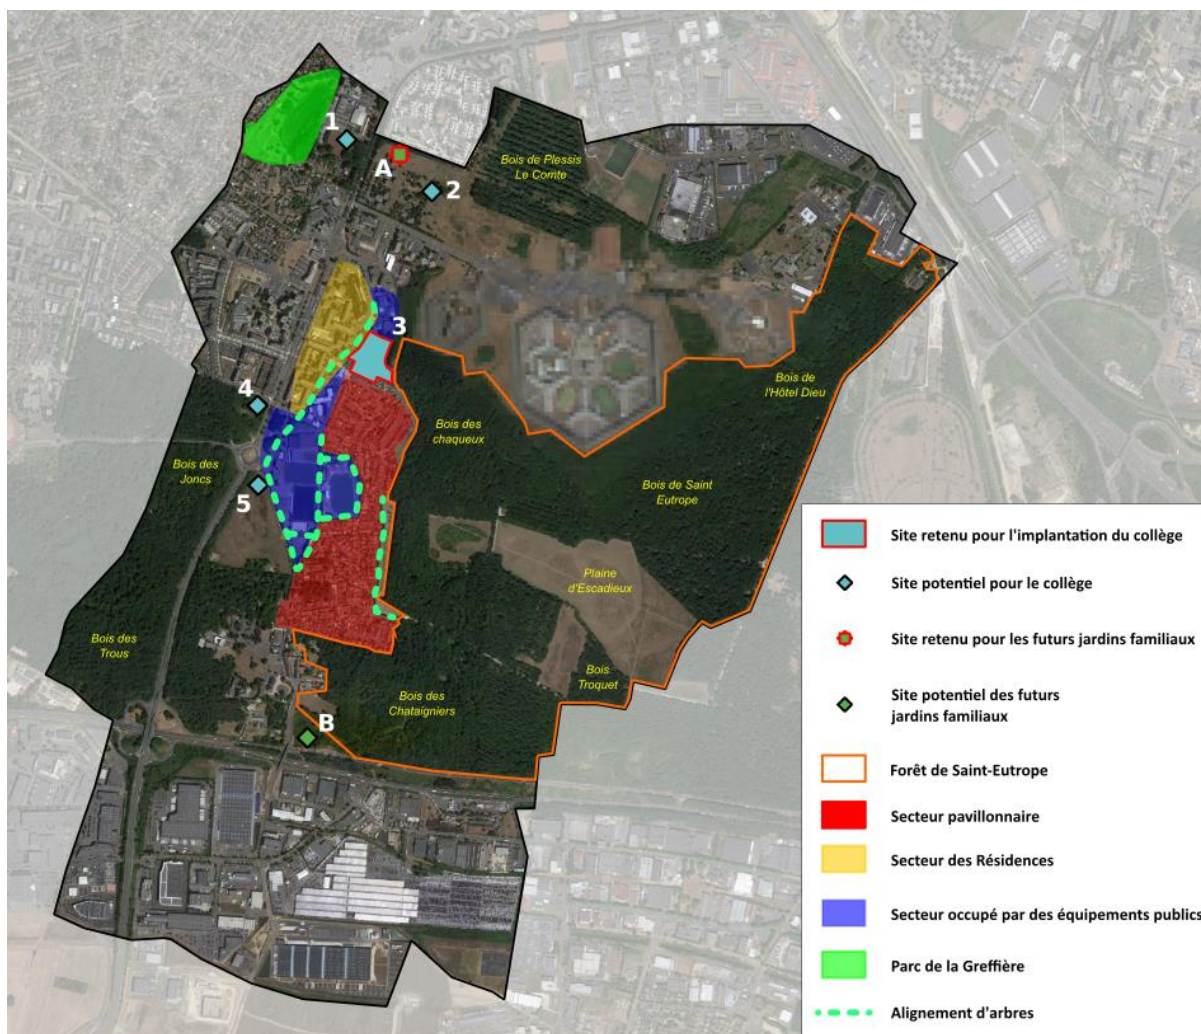 1
A
2
Bois de Plessis
Le Comte
3
Bois de
l'Hôtel Dieu
4
Bois des
chaqueux
Bois des
Joncs
Bois de Saint
Eutrope
5
Plaine
d'Escadieux
Bois des
Trous
Bois
Troquet
Bois des
Chataigniers
B
Site retenu pour l'implantation du collège
Site potentiel pour le collège
Site retenu pour les futurs jardins familiaux
Site potentiel des futurs
jardins familiaux
Forêt de Saint-Eutrope
Secteur pavillonnaire
Secteur des Résidences
Secteur occupé par des équipements publics
Parc de la Greffière
Alignement d'arbres